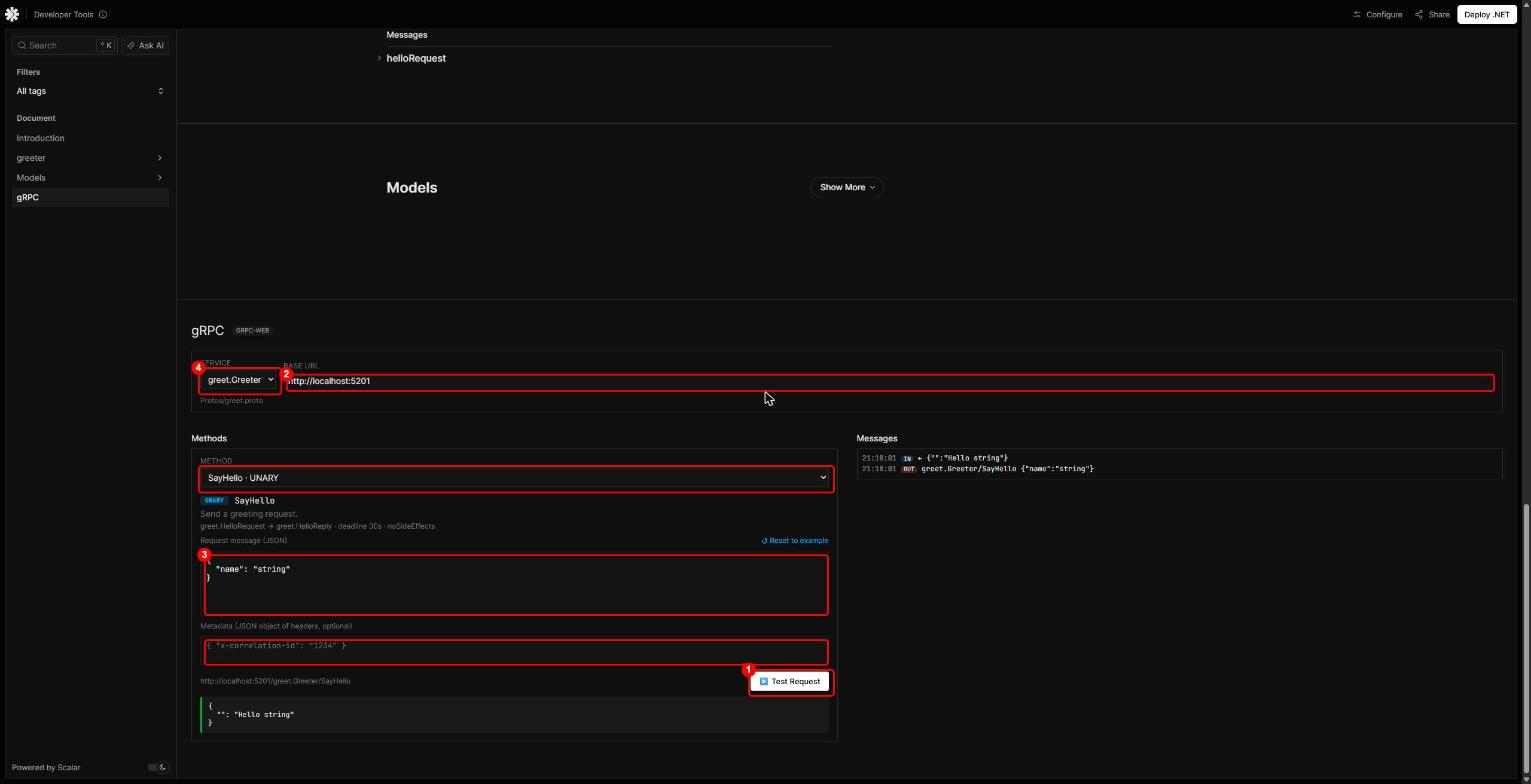 Developer Tools
Configure
Share
Deploy .NET
Search
^ K
Ask AI
Filters
All tags
Document
Introduction
greeter
Models
gRPC
Messages
helloRequest
Models
Show More
gRPC
GRPC-WEB
SERVICE
BASE URL
4
greet.Greeter
2
http://localhost:5201
Protos/greet.proto
Methods
METHOD
SayHello · UNARY
UNARY SayHello
Send a greeting request.
greet.HelloRequest → greet.HelloReply · deadline 30s · noSideEffects
Request message (JSON)
↺ Reset to example
3
{
"name": "string"
}
Metadata (JSON object of headers, optional)
{ "x-correlation-id": "1234" }
http://localhost:5201/greet.Greeter/SayHello
1
Test Request
{
"": "Hello string"
}
Messages
21:18:01 IN ← {"":"Hello string"}
21:18:01 OUT greet.Greeter/SayHello {"name":"string"}
Powered by Scalar